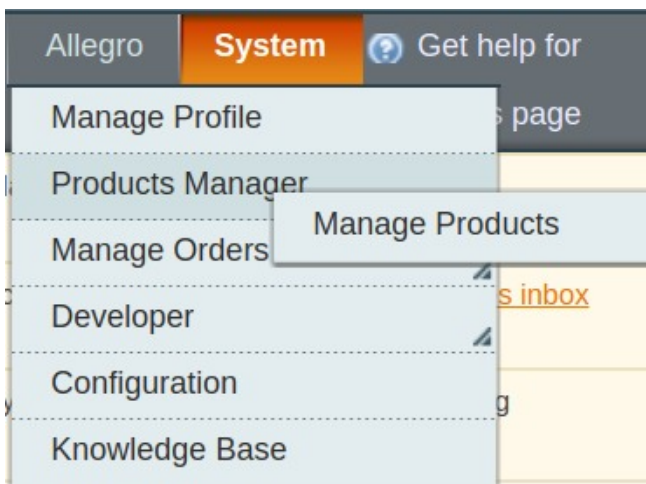 Allegro System Get help for
Manage Profile page
Products Manager
Manage Products
Manage Orders
s inbox
Developer
Configuration
g
Knowledge Base